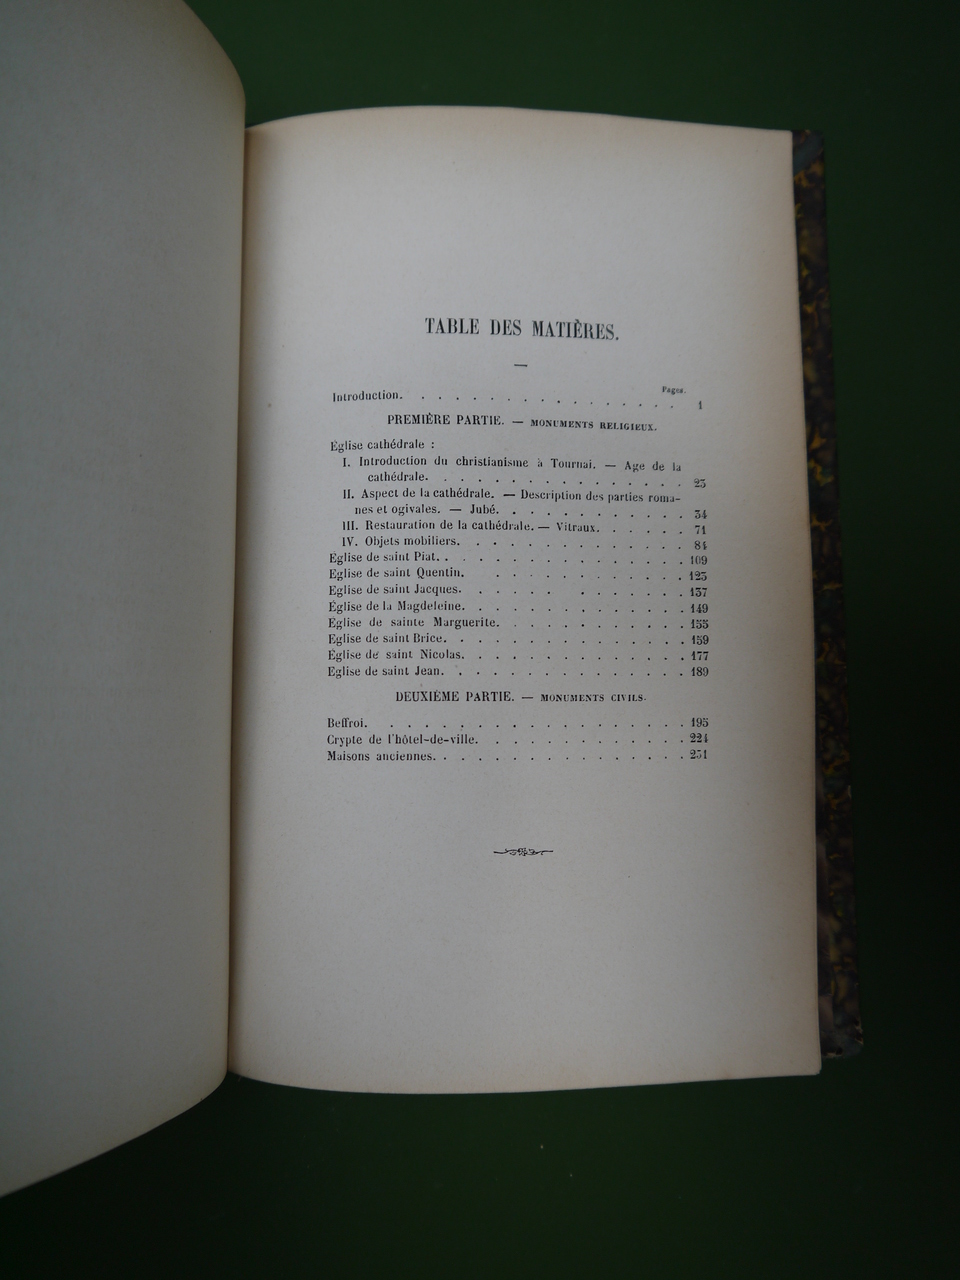 TABLE DES MATIÈRES.
Pages.
Introduction. . . . . . . . . . . . . . . . . . 1
PREMIÈRE PARTIE. — MONUMENTS RELIGIEUX.
Église cathédrale :
I. Introduction du christianisme à Tournai. — Age de la
cathédrale. . . . . . . . . . . . . . . . 23
II. Aspect de la cathédrale. — Description des parties roma-
nes et ogivales. — Jubé. . . . . . . . . . . . 34
III. Restauration de la cathédrale. — Vitraux. . . . . . 71
IV. Objets mobiliers. . . . . . . . . . . . . . 84
Eglise de saint Piat. . . . . . . . . . . . . . . 109
Eglise de saint Quentin. . . . . . . . . . . . . 123
Eglise de saint Jacques. . . . . . . . . . . . . 137
Église de la Magdeleine. . . . . . . . . . . . . 149
Eglise de sainte Marguerite. . . . . . . . . . . . 155
Eglise de saint Brice. . . . . . . . . . . . . . . 159
Eglise de saint Nicolas. . . . . . . . . . . . . . 177
Eglise de saint Jean. . . . . . . . . . . . . . . 189
DEUXIÈME PARTIE. — MONUMENTS CIVILS.
Beffroi. . . . . . . . . . . . . . . . . . . 195
Crypte de l'hôtel-de-ville. . . . . . . . . . . . . 224
Maisons anciennes. . . . . . . . . . . . . . . . 231